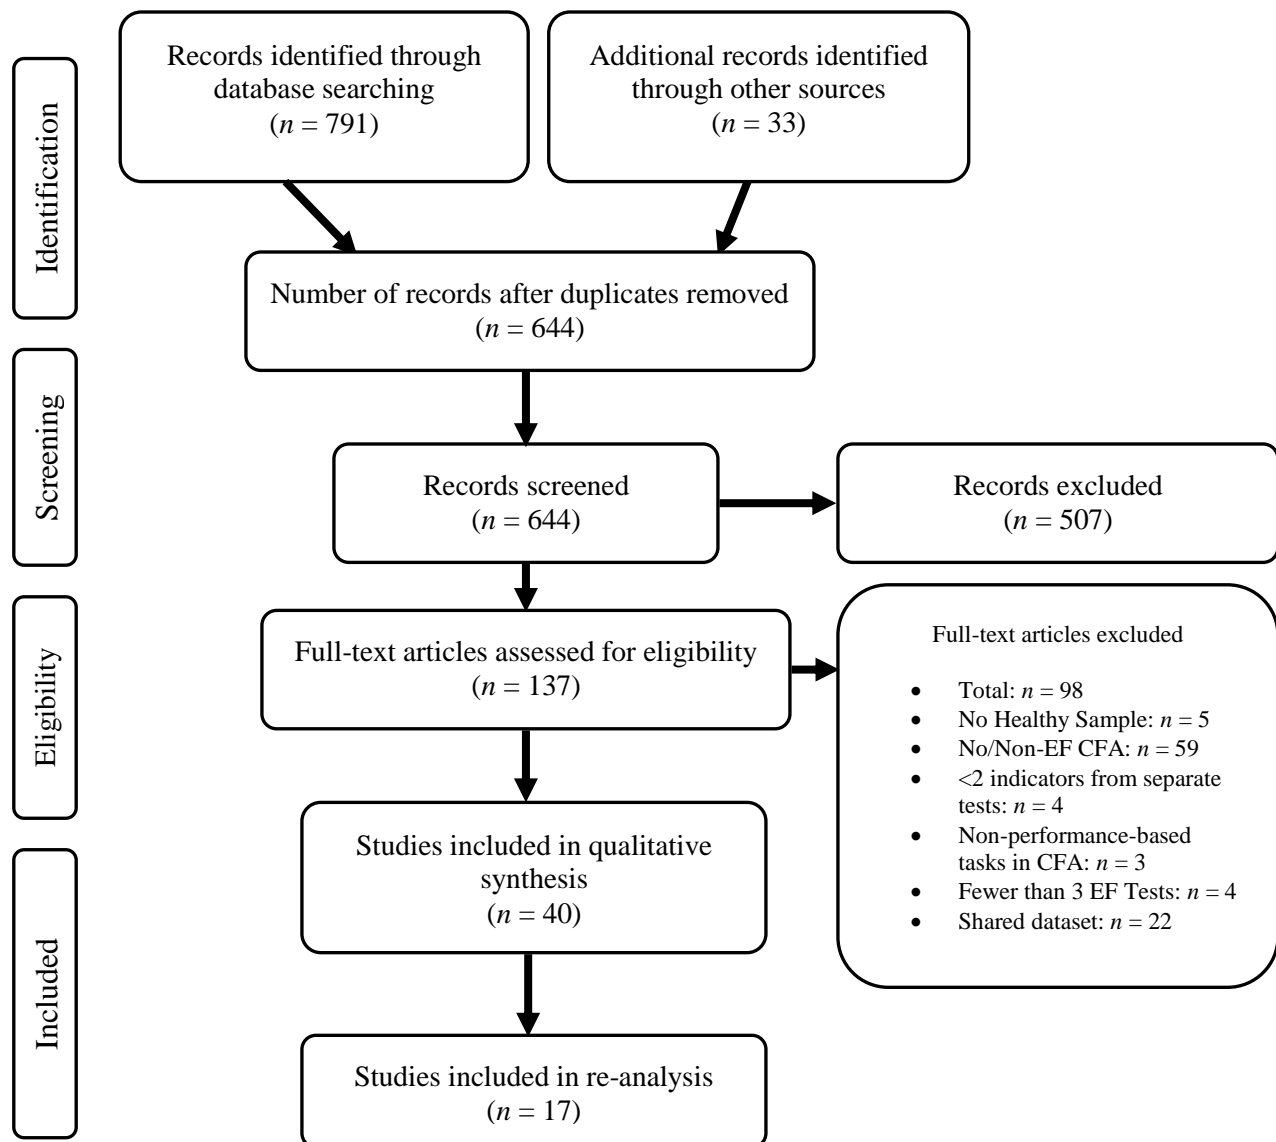 Identification
Records identified through
database searching
(n = 791)
Additional records identified
through other sources
(n = 33)
Number of records after duplicates removed
(n = 644)
Screening
Records screened
(n = 644)
Records excluded
(n = 507)
Eligibility
Full-text articles assessed for eligibility
(n = 137)
Full-text articles excluded
• Total: n = 98
• No Healthy Sample: n = 5
• No/Non-EF CFA: n = 59
• <2 indicators from separate
tests: n = 4
• Non-performance-based
tasks in CFA: n = 3
• Fewer than 3 EF Tests: n = 4
• Shared dataset: n = 22
Included
Studies included in qualitative
synthesis
(n = 40)
Studies included in re-analysis
(n = 17)